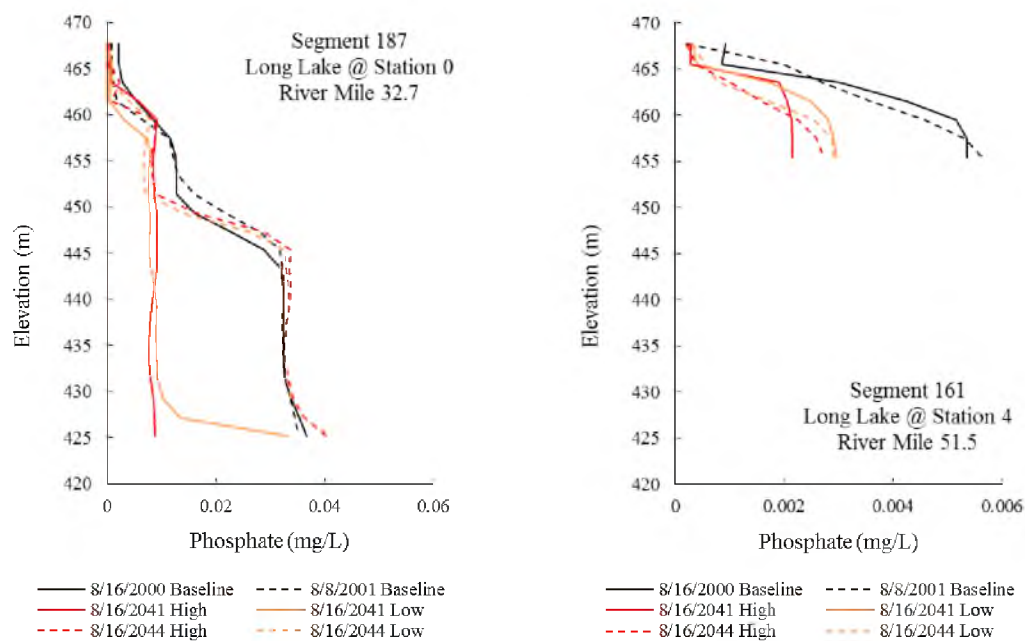 Segment 187
Long Lake @ Station 0
River Mile 32.7
Elevation (m)
470
465
460
455
450
445
440
435
430
425
420
0
0.02
0.04
0.06
Phosphate (mg/L)
8/16/2000 Baseline
8/8/2001 Baseline
8/16/2041 High
8/16/2041 Low
8/16/2044 High
8/16/2044 Low
Segment 161
Long Lake @ Station 4
River Mile 51.5
Elevation (m)
470
465
460
455
450
445
440
435
430
425
420
0
0.002
0.004
0.006
Phosphate (mg/L)
8/16/2000 Baseline
8/8/2001 Baseline
8/16/2041 High
8/16/2041 Low
8/16/2044 High
8/16/2044 Low